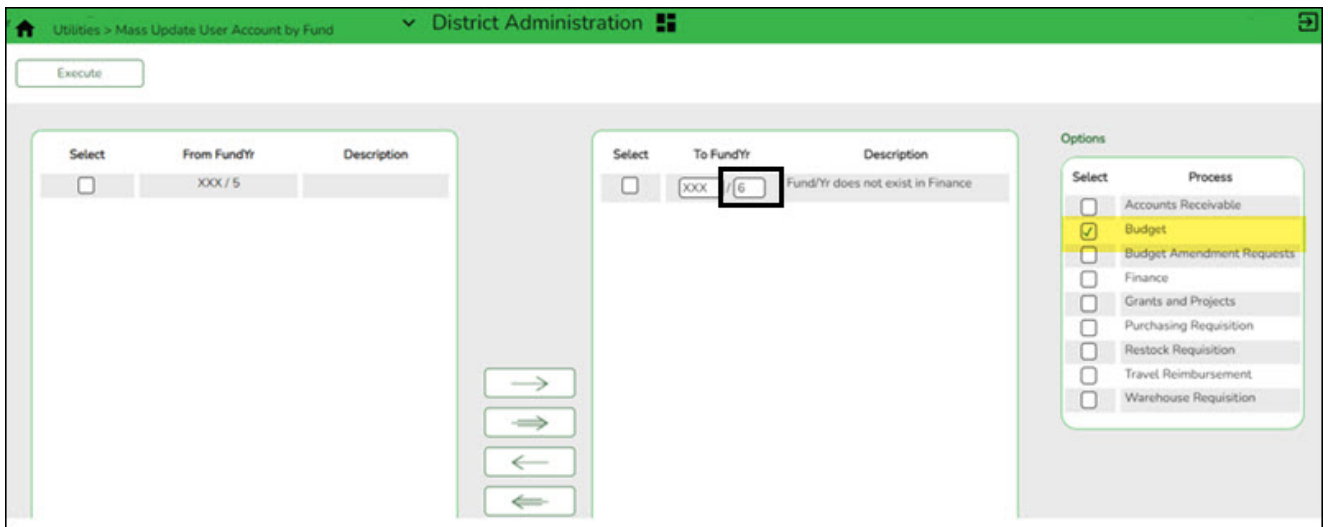 Utilities > Mass Update User Account by Fund
District Administration
Execute
Select From FundYr Description
XXX / 5
Select To FundYr Description
XXX / 6 Fund/Yr does not exist in Finance
Options
Select Process
Accounts Receivable
Budget
Budget Amendment Requests
Finance
Grants and Projects
Purchasing Requisition
Restock Requisition
Travel Reimbursement
Warehouse Requisition